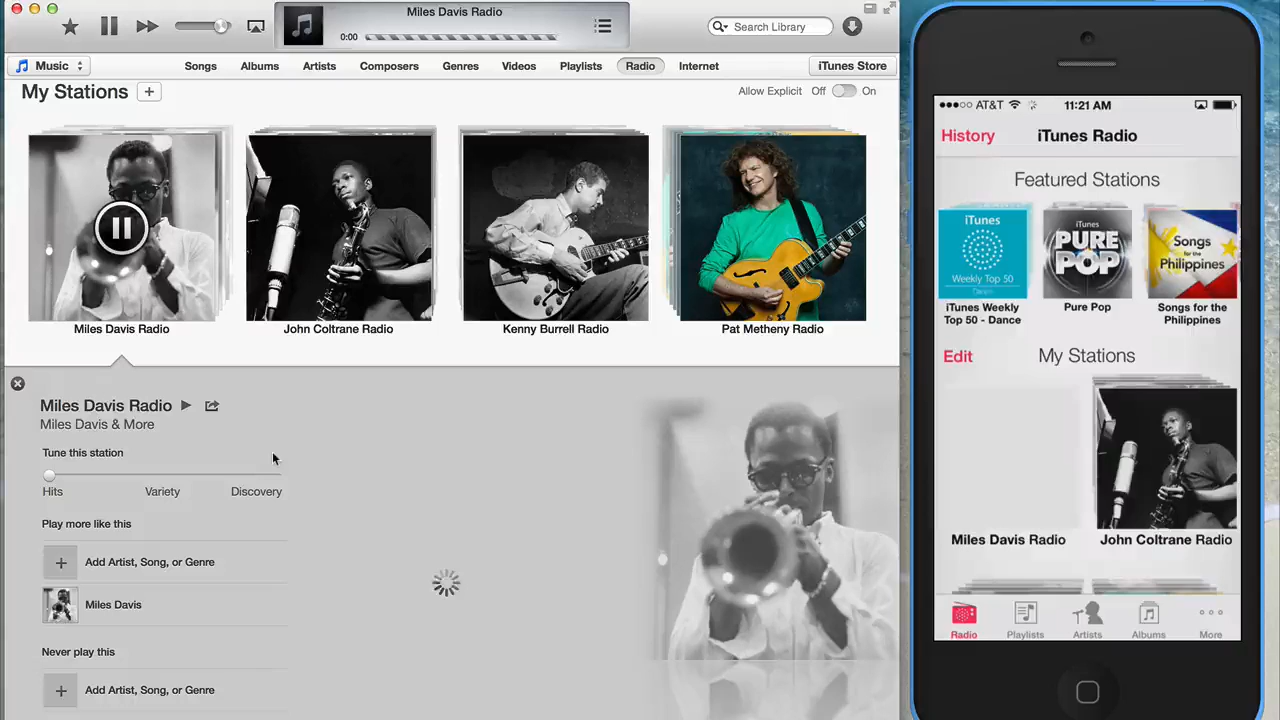 Miles Davis Radio
0:00
Search Library
Music
Songs
Albums
Artists
Composers
Genres
Videos
Playlists
Radio
Internet
iTunes Store
My Stations
Allow Explicit Off On
Miles Davis Radio
John Coltrane Radio
Kenny Burrell Radio
Pat Metheny Radio
Miles Davis Radio
Miles Davis & More
Tune this station
Hits
Variety
Discovery
Play more like this
Add Artist, Song, or Genre
Miles Davis
Never play this
Add Artist, Song, or Genre
AT&T
11:21 AM
History
iTunes Radio
Featured Stations
iTunes
Weekly Top 50
Dance
iTunes
PURE
POP
Songs
for the
Philippines
iTunes Weekly
Top 50 - Dance
Pure Pop
Songs for the
Philippines
Edit
My Stations
Miles Davis Radio
John Coltrane Radio
Radio
Playlists
Artists
Albums
More